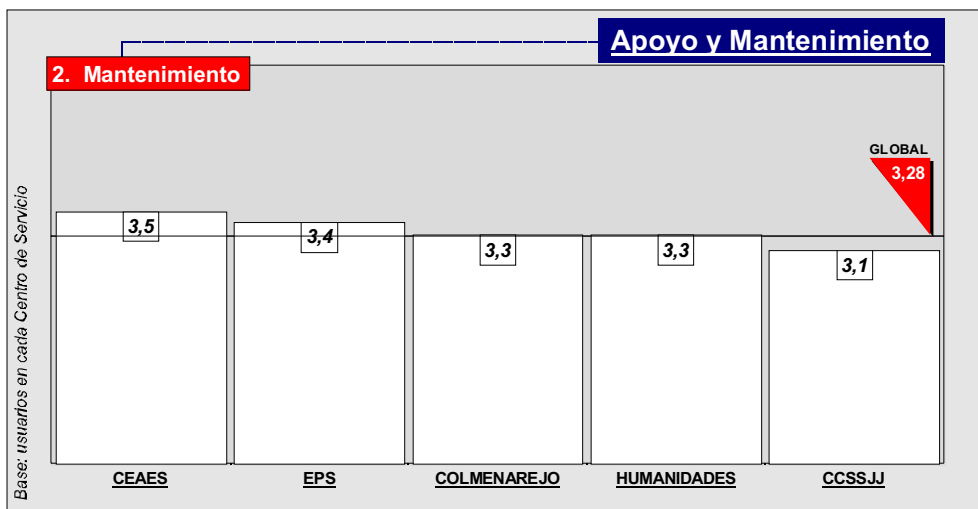 Apoyo y Mantenimiento
2. Mantenimiento
GLOBAL
3,28
3,5
3,4
3,3
3,3
3,1
Base: usuarios en cada Centro de Servicio
CEAES
EPS
COLMENAREJO
HUMANIDADES
CCSSJJ